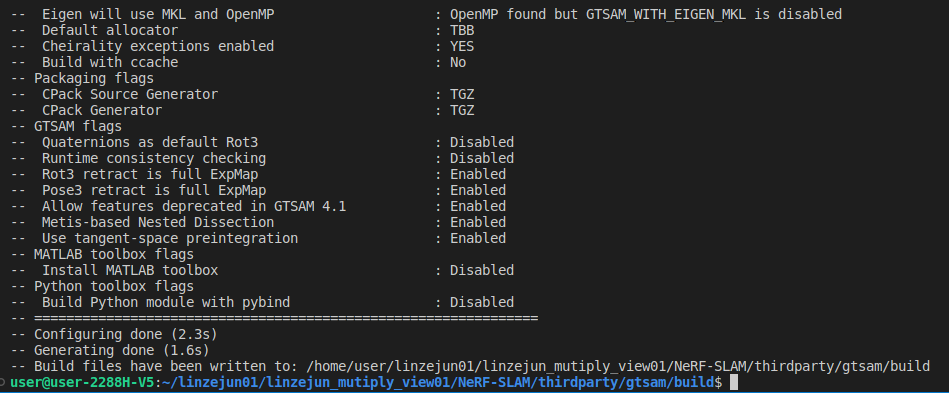 --  Eigen will use MKL and OpenMP                    : OpenMP found but GTSAM_WITH_EIGEN_MKL is disabled
--  Default allocator                                : TBB
--  Cheirality exceptions enabled                    : YES
--  Build with ccache                                : No
-- Packaging flags
--  CPack Source Generator                           : TGZ
--  CPack Generator                                  : TGZ
-- GTSAM flags
--  Quaternions as default Rot3                      : Disabled
--  Runtime consistency checking                     : Disabled
--  Rot3 retract is full ExpMap                      : Enabled
--  Pose3 retract is full ExpMap                     : Enabled
--  Allow features deprecated in GTSAM 4.1           : Enabled
--  Metis-based Nested Dissection                    : Enabled
--  Use tangent-space preintegration                 : Enabled
-- MATLAB toolbox flags
--  Install MATLAB toolbox                           : Disabled
-- Python toolbox flags
--  Build Python module with pybind                  : Disabled
-- ===============================================================
-- Configuring done (2.3s)
-- Generating done (1.6s)
-- Build files have been written to: /home/user/linzejun01/linzejun_mutiply_view01/NeRF-SLAM/thirdparty/gtsam/build
user@user-2288H-V5:~/linzejun01/linzejun_mutiply_view01/NeRF-SLAM/thirdparty/gtsam/build$